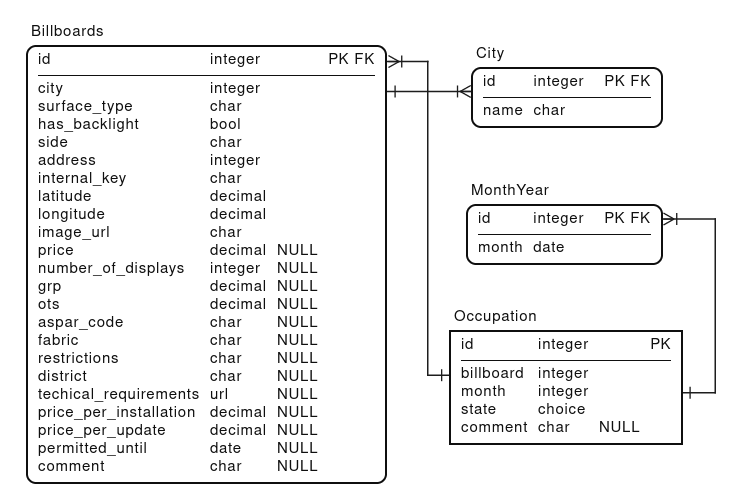 Billboards
id integer PK FK
city integer
surface_type char
has_backlight bool
side char
address integer
internal_key char
latitude decimal
longitude decimal
image_url char
price decimal NULL
number_of_displays integer NULL
grp decimal NULL
ots decimal NULL
aspar_code char NULL
fabric char NULL
restrictions char NULL
district char NULL
techical_requirements url NULL
price_per_installation decimal NULL
price_per_update decimal NULL
permitted_until date NULL
comment char NULL
City
id integer PK FK
name char
MonthYear
id integer PK FK
month date
Occupation
id integer PK
billboard integer
month integer
state choice
comment char NULL